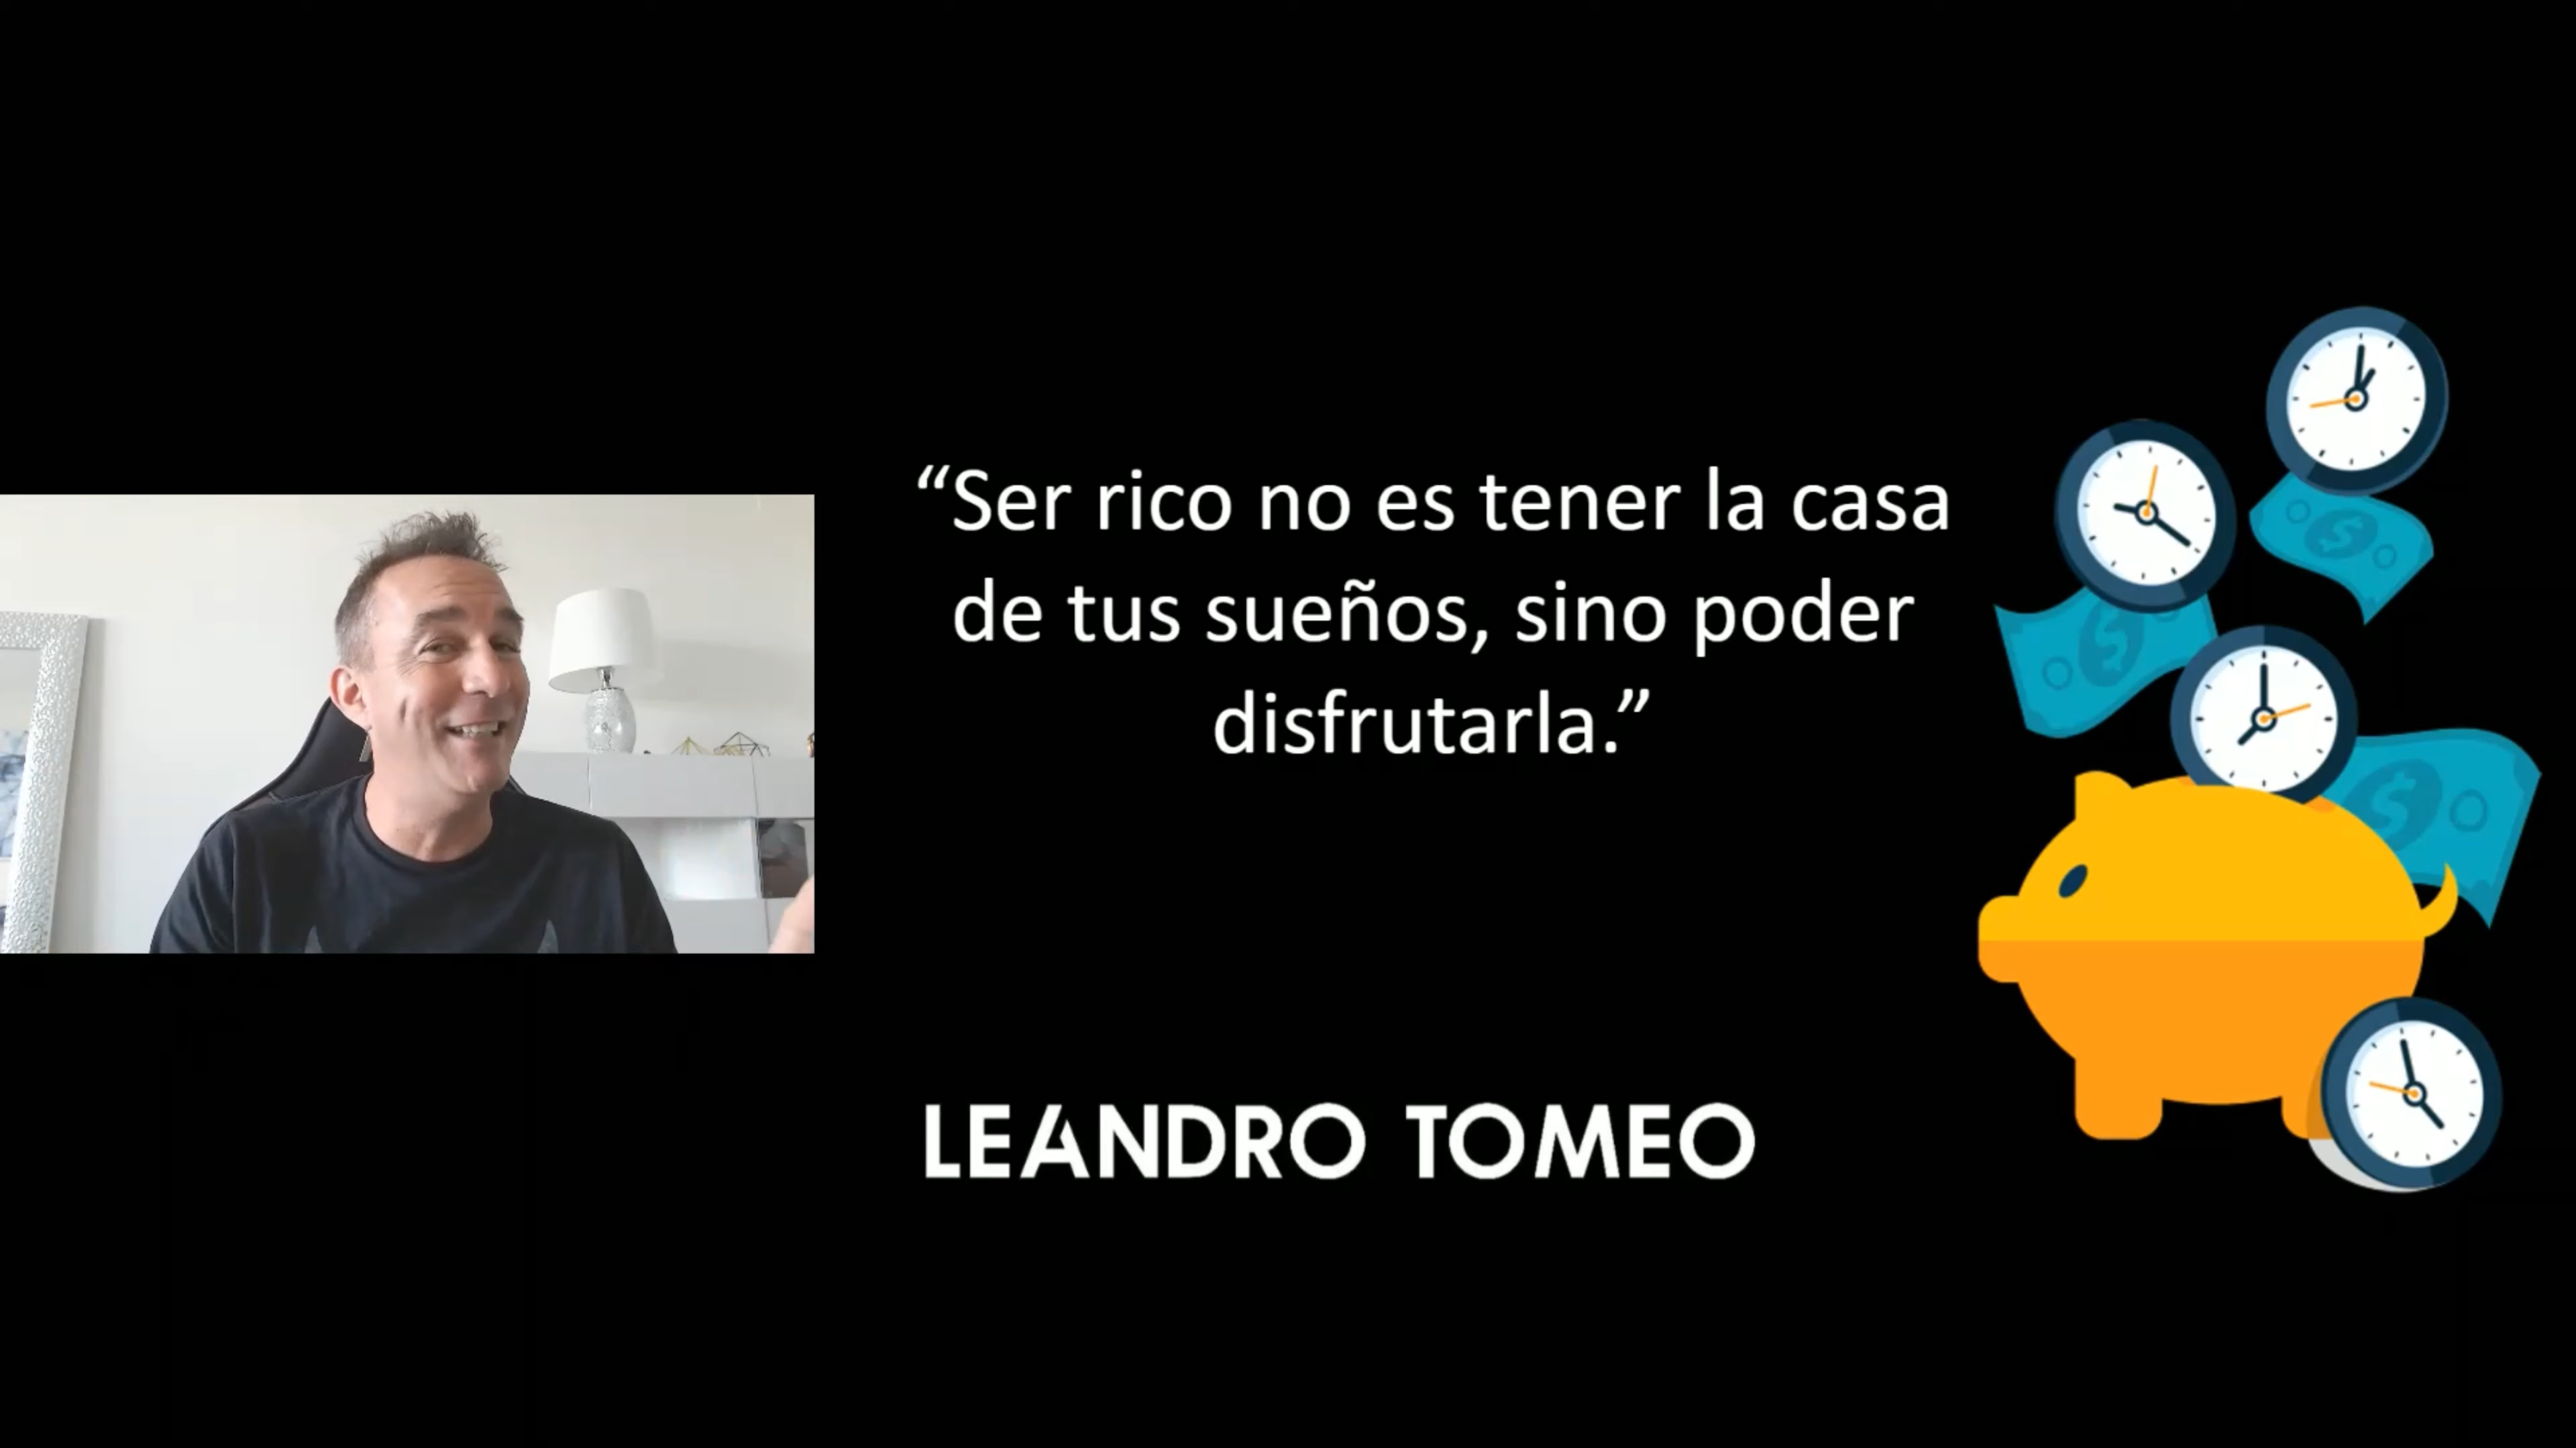 “Ser rico no es tener la casa
de tus sueños, sino poder
disfrutarla.”
LEANDRO TOMEO